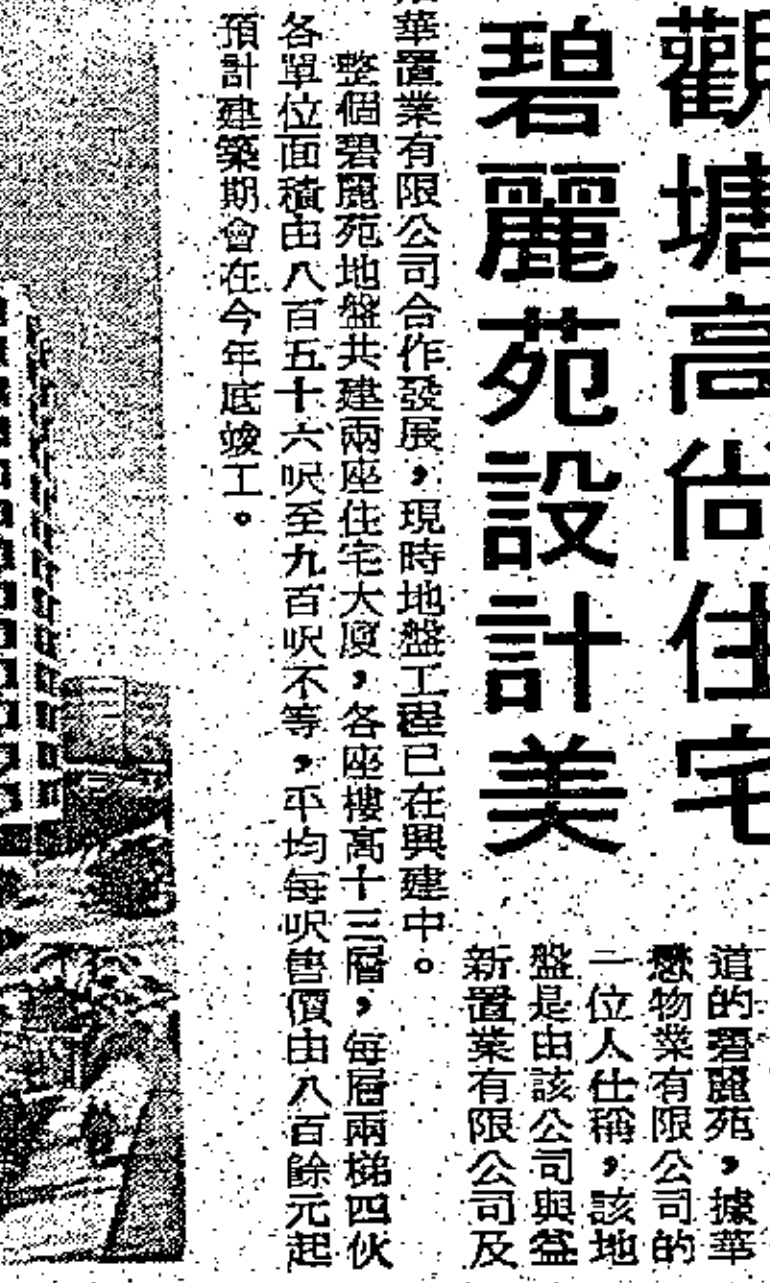 觀塘高尚住宅
碧麗苑設計美
道的碧麗苑，據華
懋物業有限公司的
一位人仕稱，該地
盤是由該公司與益
新置業有限公司及
華置業有限公司合作發展，現時地盤工程已在興建中。
整個碧麗苑地盤共建兩座住宅大廈，各座樓高十三層，每層兩梯四伙
各單位面積由八百五十六呎至九百呎不等，平均每呎售價由八百餘元起
預計建築期會在今年底竣工。